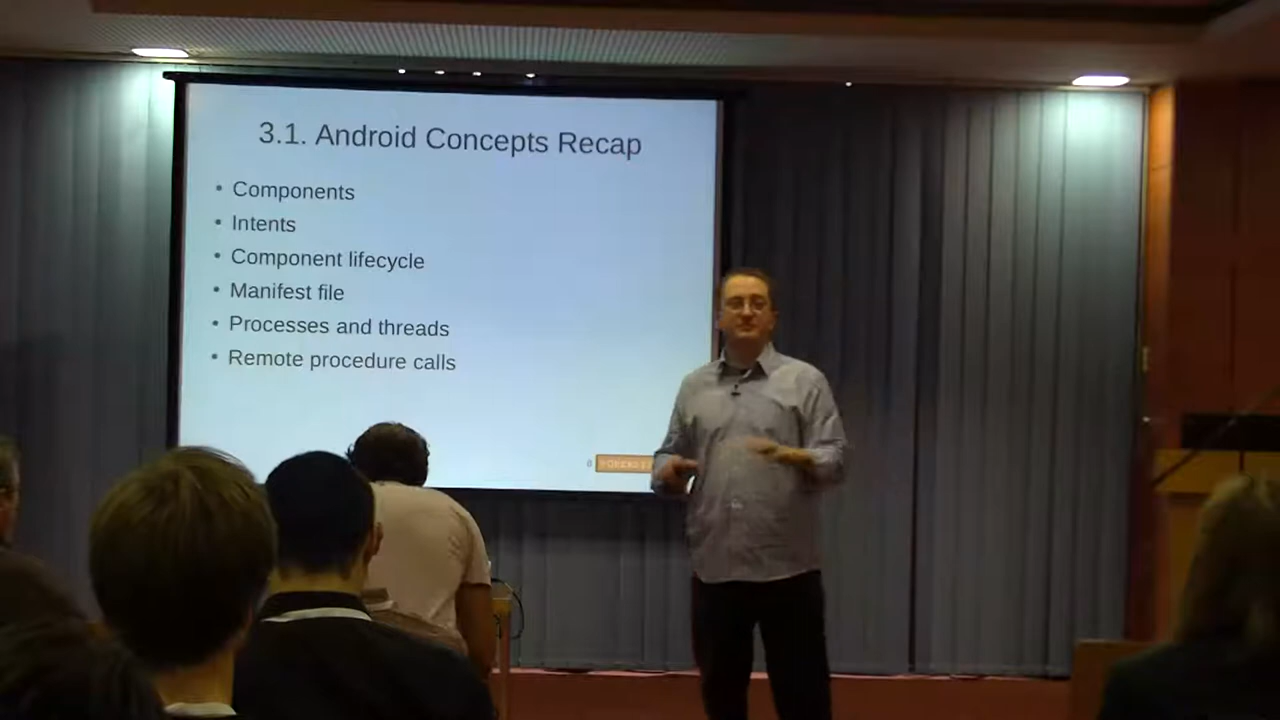 3.1. Android Concepts Recap
• Components
• Intents
• Component lifecycle
• Manifest file
• Processes and threads
• Remote procedure calls